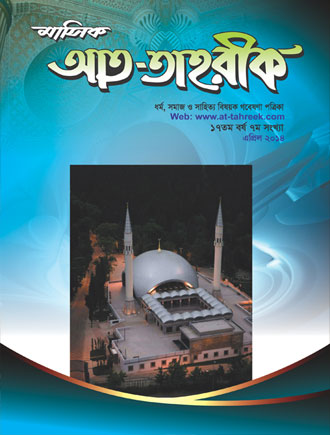 মাসিক
আত-তাহরীক
ধর্ম, সমাজ ও সাহিত্য বিষয়ক গবেষণা পত্রিকা
Web: www.at-tahreek.com
১৭তম বর্ষ ৭ম সংখ্যা
এপ্রিল ২০১৪